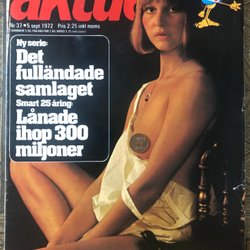 aktue
Nr 37 • 5 sept 1972 Pris 2 25 inkl moms
Ny serie:
Det
fulländade
samlaget
Smart 25 åring:
Lånade
ihop 300
miljoner